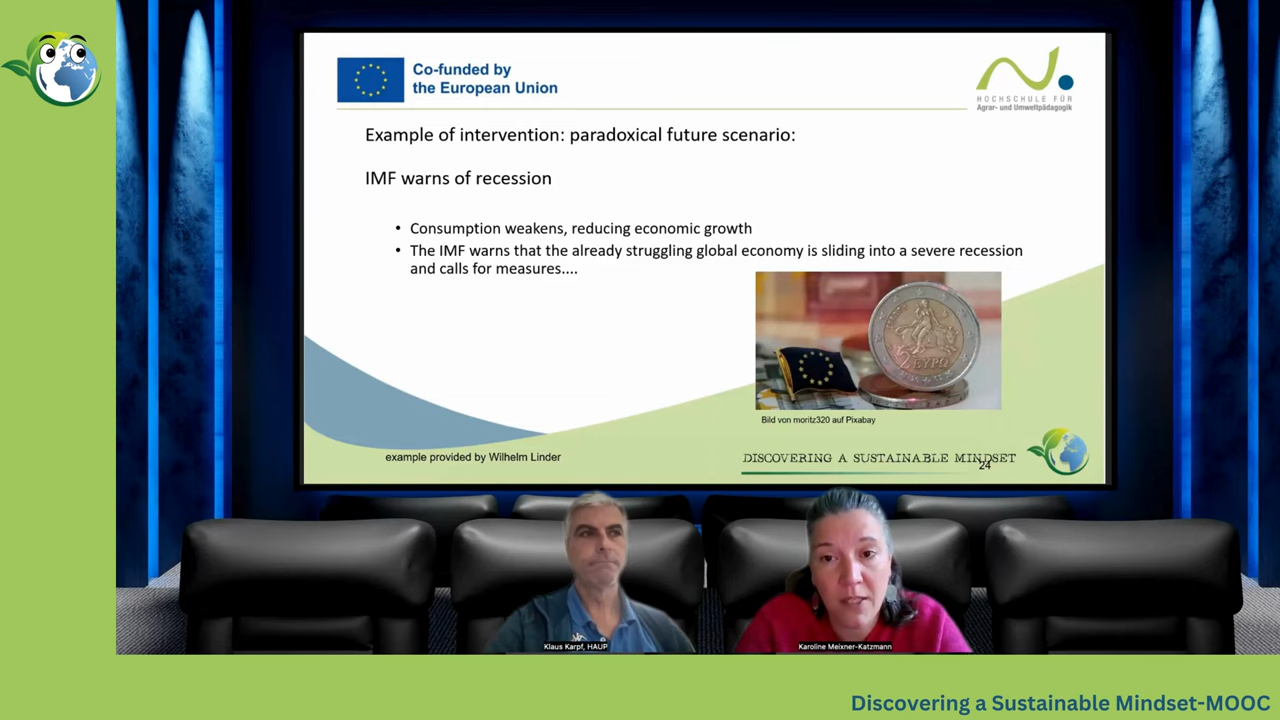 Co-funded by
the European Union
HOCHSCHULE FÜR
Agrar- und Umweltpädagogik
Example of intervention: paradoxical future scenario:
IMF warns of recession
• Consumption weakens, reducing economic growth
• The IMF warns that the already struggling global economy is sliding into a severe recession
and calls for measures....
2 EYPΩ
Bild von moritz320 auf Pixabay
example provided by Wilhelm Linder
DISCOVERING A SUSTAINABLE MINDSET
24
Klaus Karpf, HAUP
Karoline Meixner-Katzmann
Discovering a Sustainable Mindset-MOOC